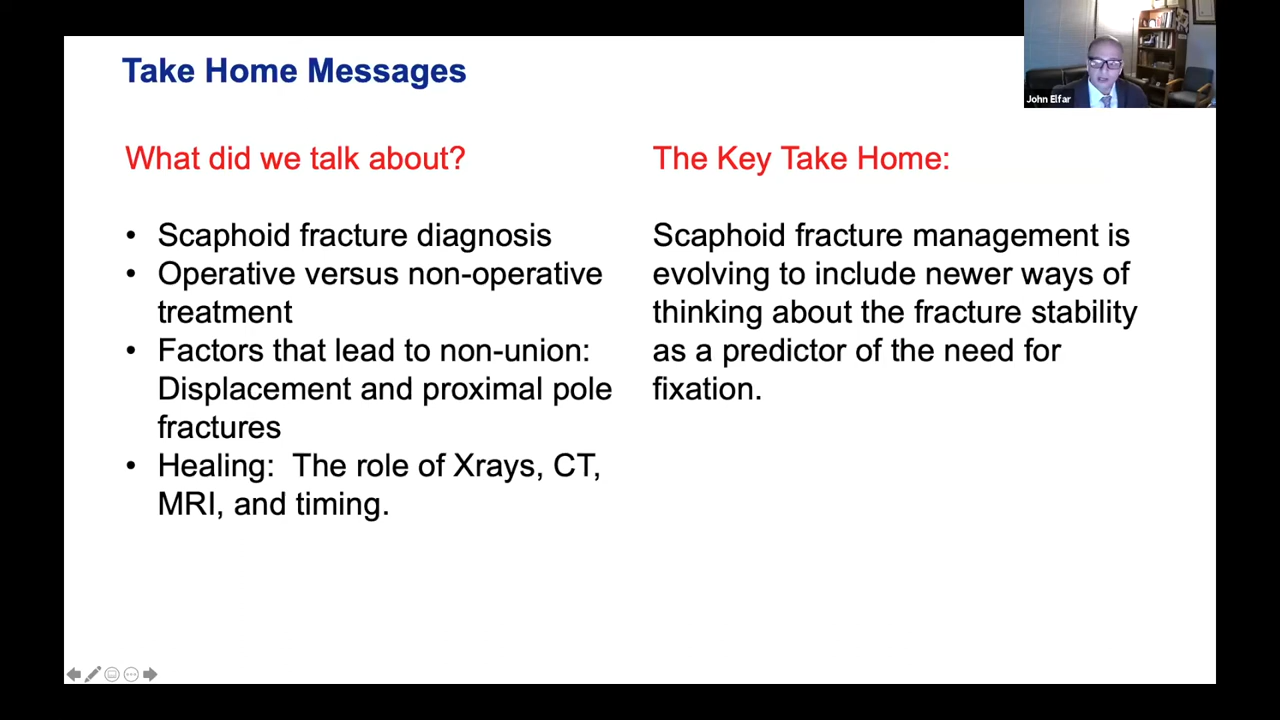 Take Home Messages
John Elfar
What did we talk about?
• Scaphoid fracture diagnosis
• Operative versus non-operative
treatment
• Factors that lead to non-union:
Displacement and proximal pole
fractures
• Healing:  The role of Xrays, CT,
MRI, and timing.
The Key Take Home:
Scaphoid fracture management is
evolving to include newer ways of
thinking about the fracture stability
as a predictor of the need for
fixation.